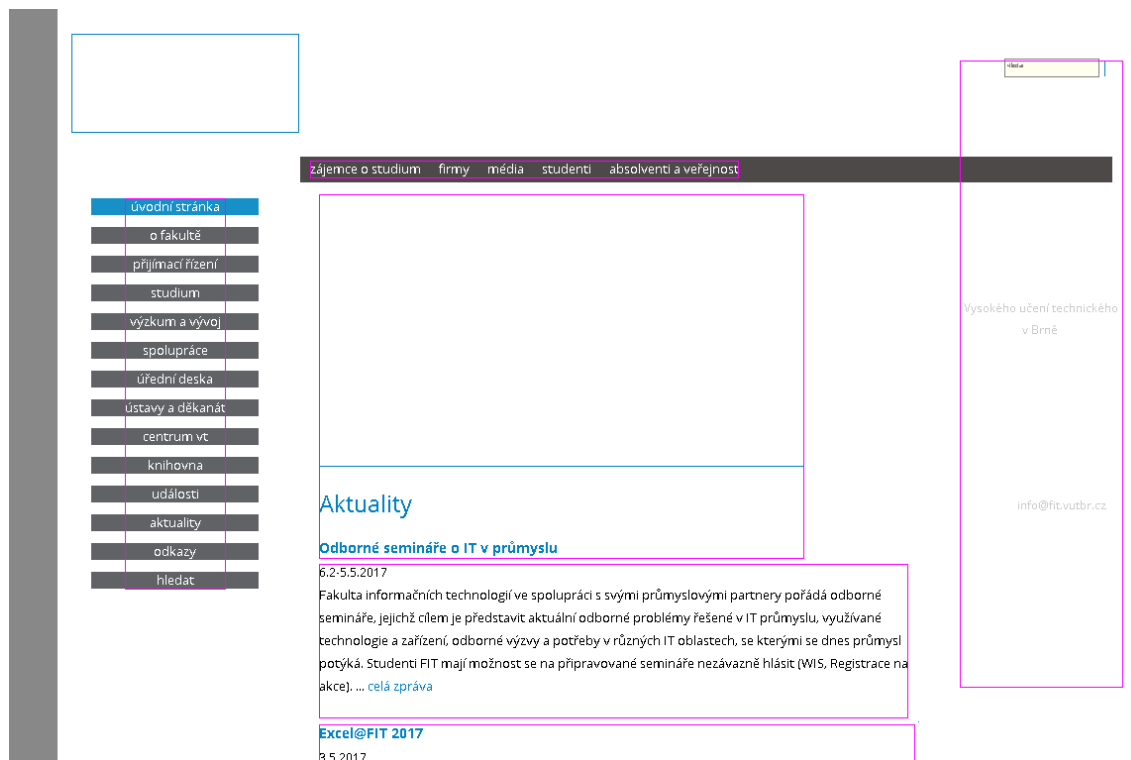 Hledat
zájemce o studium firmy média studenti absolventi a veřejnost
úvodní stránka
o fakultě
přijímací řízení
studium
výzkum a vývoj
spolupráce
úřední deska
ústavy a děkanát
centrum vt
knihovna
události
aktuality
odkazy
hledat
Aktuality
Odborné semináře o IT v průmyslu
6.2-5.5.2017
Fakulta informačních technologií ve spolupráci s svými průmyslovými partnery pořádá odborné
semináře, jejichž cílem je představit aktuální odborné problémy řešené v IT průmyslu, využívané
technologie a zařízení, odborné výzvy a potřeby v různých IT oblastech, se kterými se dnes průmysl
potýká. Studenti FIT mají možnost se na připravované semináře nezávazně hlásit (WIS, Registrace na
akce). ... celá zpráva
Excel@FIT 2017
3.5.2017
Vysokého učení technického
v Brně
info@fit.vutbr.cz